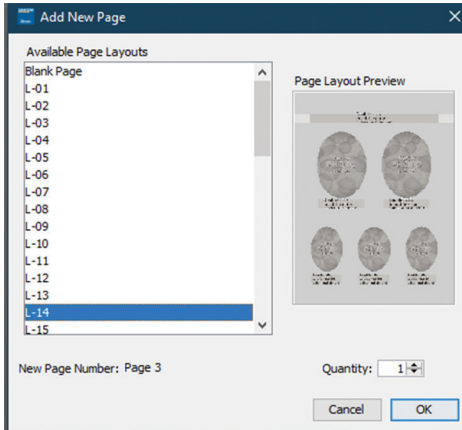 Add New Page
Available Page Layouts
Blank Page
L-01
L-02
L-03
L-04
L-05
L-06
L-07
L-08
L-09
L-10
L-11
L-12
L-13
L-14
L-15
Page Layout Preview
New Page Number: Page 3
Quantity: 1
Cancel
OK